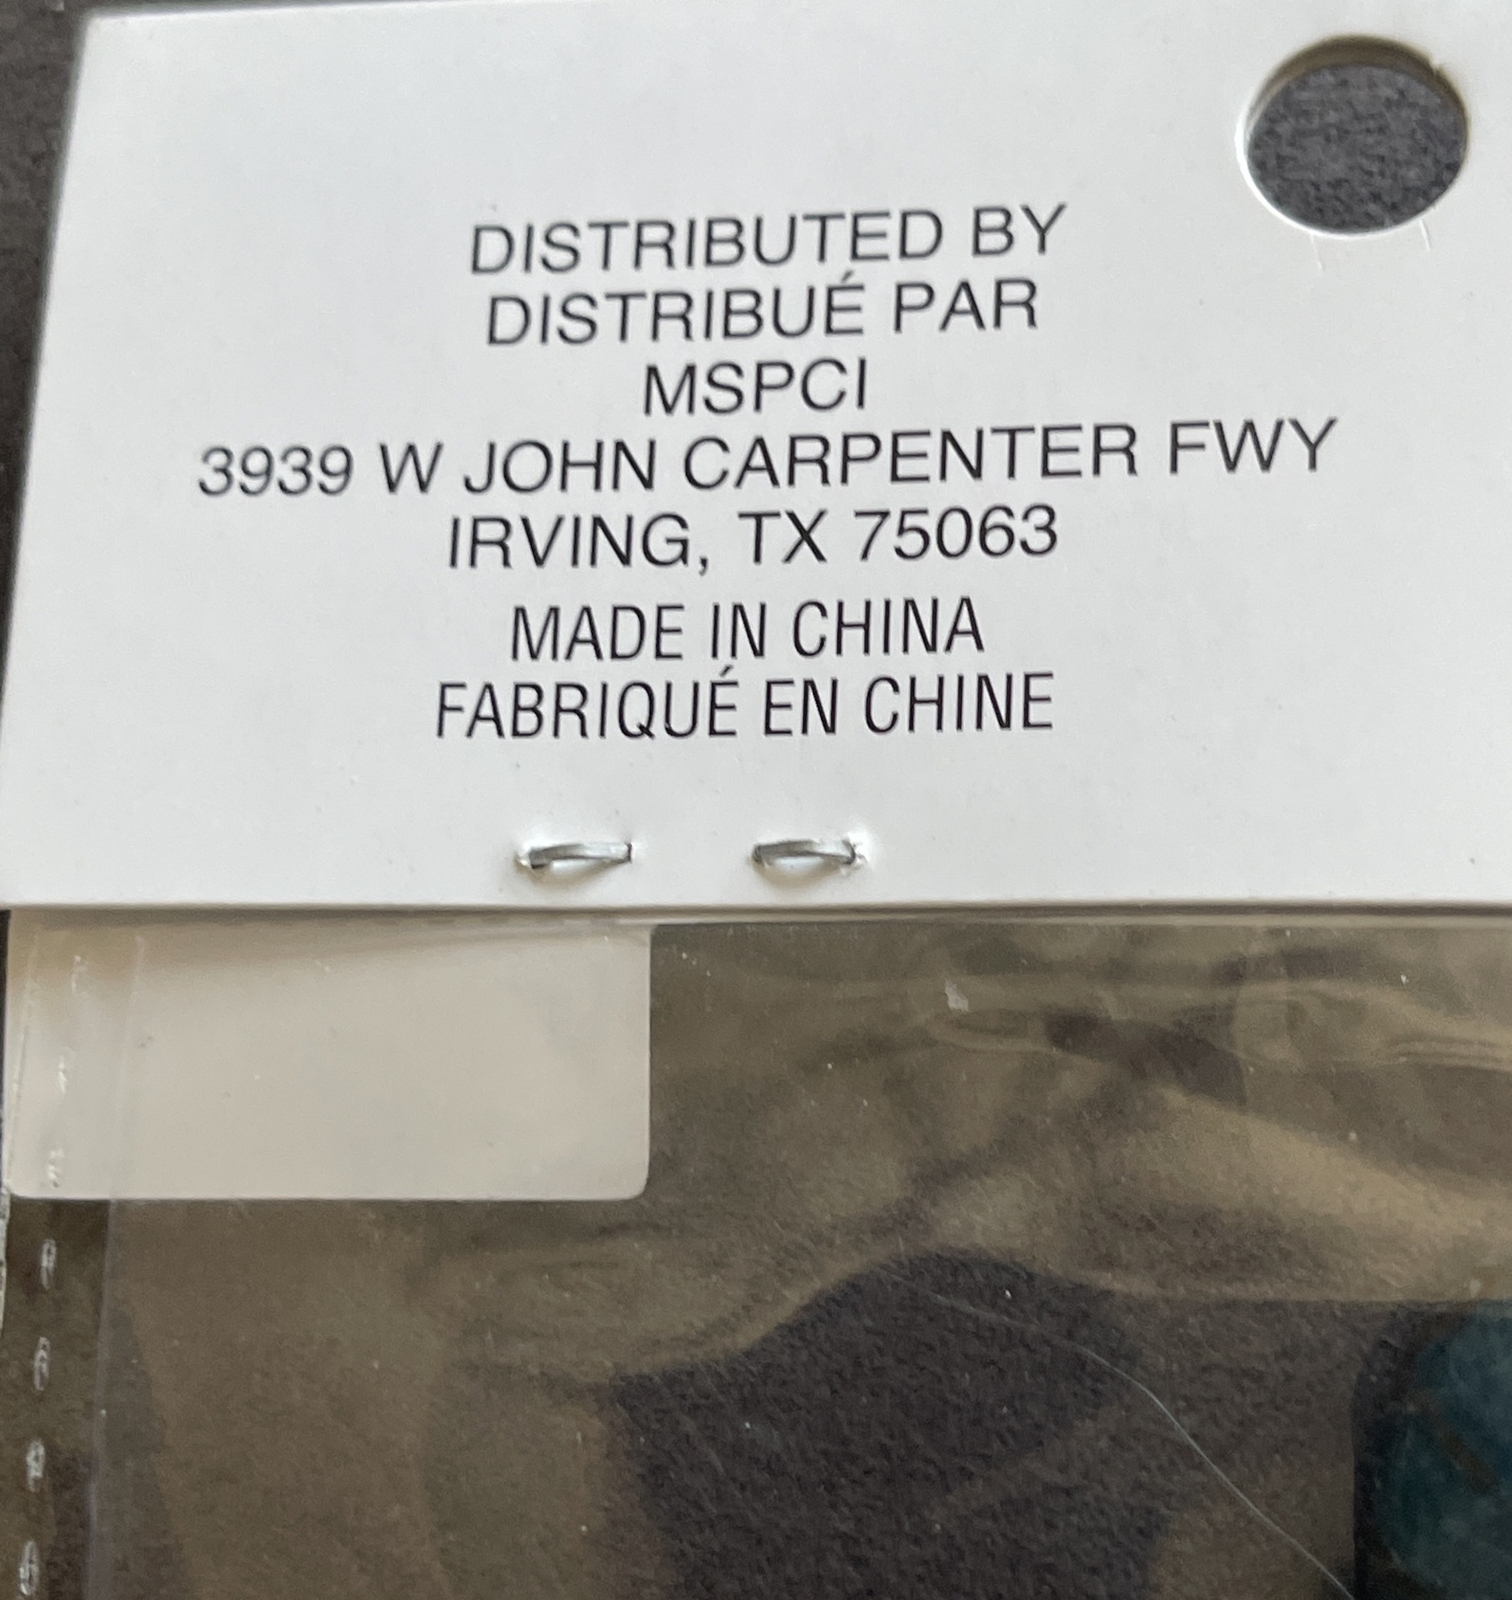 DISTRIBUTED BY
DISTRIBUÉ PAR
MSPCI
3939 W JOHN CARPENTER FWY
IRVING, TX 75063
MADE IN CHINA
FABRIQUÉ EN CHINE